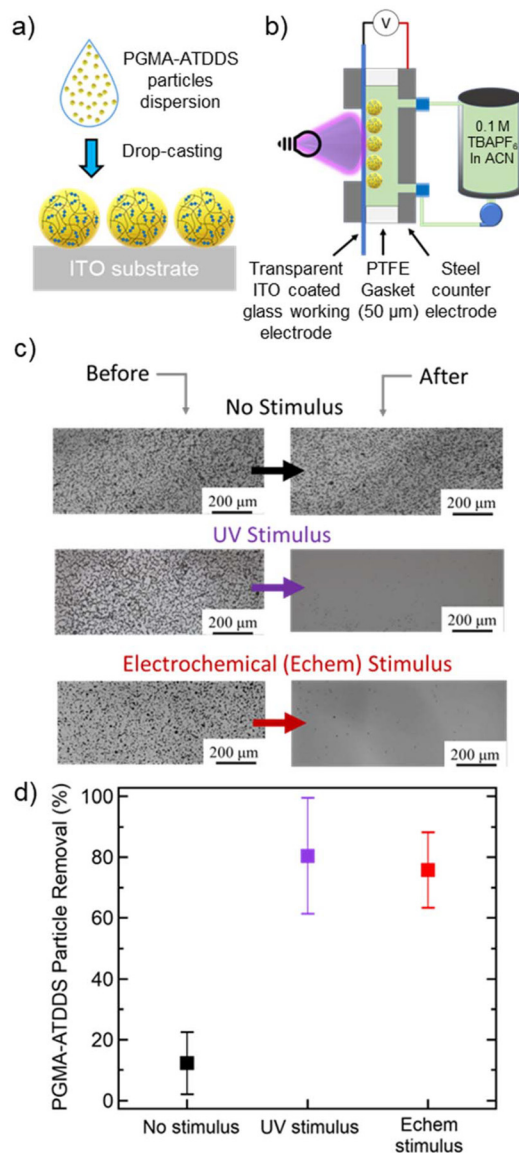 a)
PGMA-ATDDS
particles
dispersion
Drop-casting
ITO substrate
b)
V
0.1 M
TBAPF₆
In ACN
Transparent
ITO coated
glass working
electrode
PTFE
Gasket
(50 μm)
Steel
counter
electrode
c)
Before
After
No Stimulus
200 μm
200 μm
UV Stimulus
200 μm
200 μm
Electrochemical (Echem) Stimulus
200 μm
200 μm
d)
PGMA-ATDDS Particle Removal (%)
100
80
60
40
20
0
No stimulus
UV stimulus
Echem
stimulus